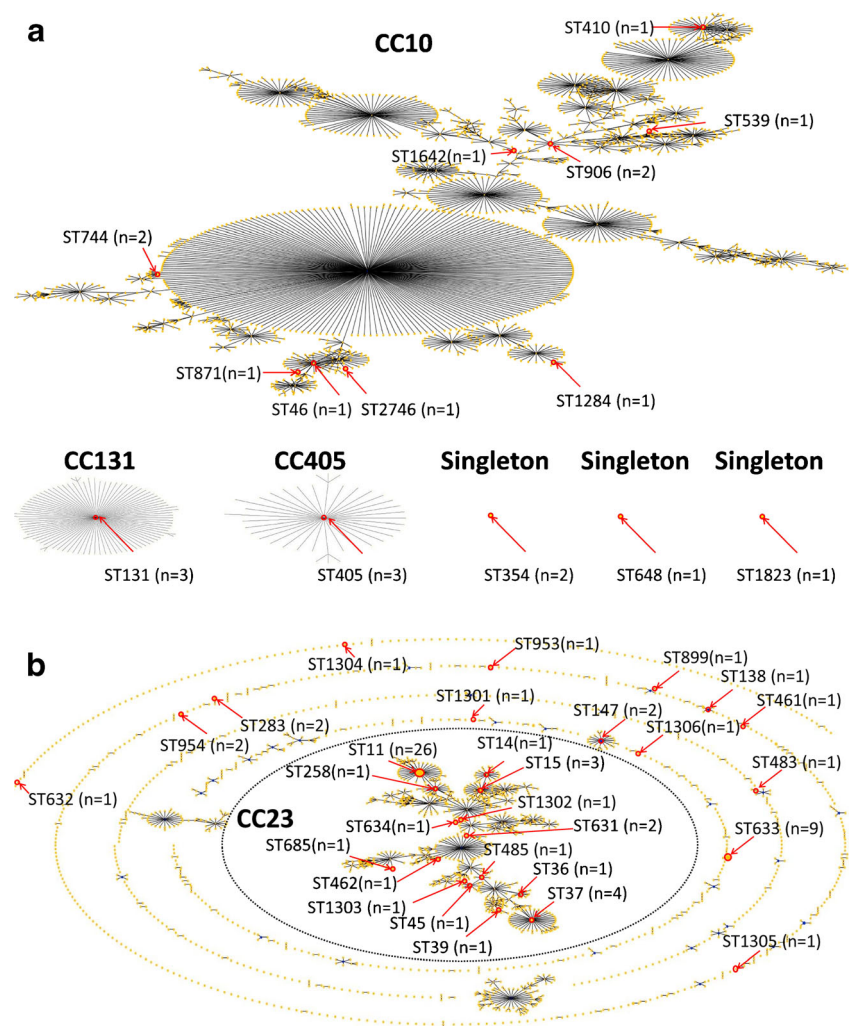 a
CC10
ST410 (n=1)
ST539 (n=1)
ST1642(n=1)
ST906 (n=2)
ST744 (n=2)
ST871(n=1)
ST46 (n=1)
ST2746 (n=1)
ST1284 (n=1)
CC131
CC405
Singleton
Singleton
Singleton
ST131 (n=3)
ST405 (n=3)
ST354 (n=2)
ST648 (n=1)
ST1823 (n=1)
b
ST1304 (n=1)
ST953(n=1)
ST899(n=1)
ST138 (n=1)
ST461(n=1)
ST1301 (n=1)
ST147 (n=2)
ST283 (n=2)
ST1306(n=1)
ST954 (n=2)
ST11 (n=26)
ST14(n=1)
ST258(n=1)
ST15 (n=3)
ST483 (n=1)
ST632 (n=1)
ST1302 (n=1)
CC23
ST634(n=1)
ST631 (n=2)
ST633 (n=9)
ST685(n=1)
ST485 (n=1)
ST36 (n=1)
ST462(n=1)
ST37 (n=4)
ST1303 (n=1)
ST45 (n=1)
ST39 (n=1)
ST1305(n=1)